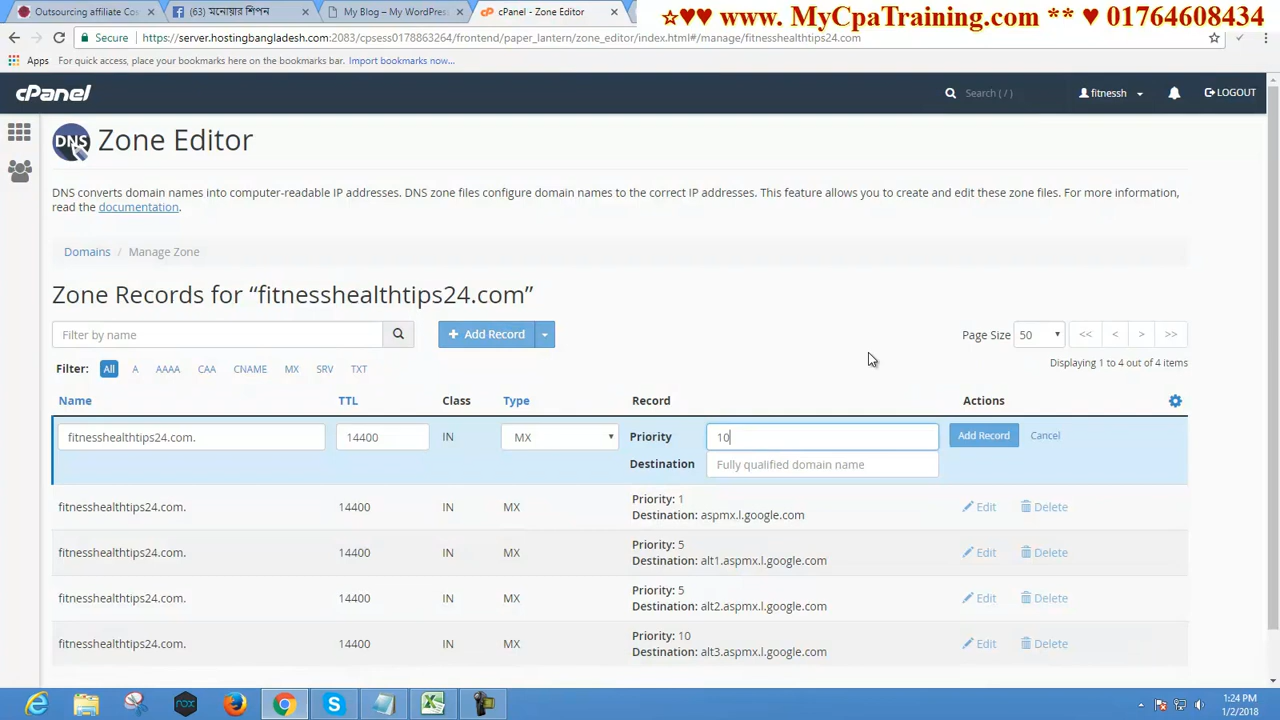 Outsourcing affiliate Co
(63) মনোয়ার শিপন
My Blog – My WordPress
cPanel - Zone Editor
☆♥♥ www. MyCpaTraining.com ** ♥ 01764608434
Secure
https://server.hostingbangladesh.com:2083/cpsess0178863264/frontend/paper_lantern/zone_editor/index.html#/manage/fitnesshealthtips24.com
Apps For quick access, place your bookmarks here on the bookmarks bar. Import bookmarks now...
cPanel
Search ( / )
fitnessh
LOGOUT
DNS Zone Editor
DNS converts domain names into computer-readable IP addresses. DNS zone files configure domain names to the correct IP addresses. This feature allows you to create and edit these zone files. For more information,
read the documentation.
Domains / Manage Zone
Zone Records for “fitnesshealthtips24.com”
Filter by name
+ Add Record
Page Size 50 << < > >>
Displaying 1 to 4 out of 4 items
Filter: All A AAAA CAA CNAME MX SRV TXT
Name TTL Class Type Record Actions
fitnesshealthtips24.com. 14400 IN MX Priority 10 Add Record Cancel
Destination Fully qualified domain name
fitnesshealthtips24.com. 14400 IN MX Priority: 1 Edit Delete
Destination: aspmx.l.google.com
fitnesshealthtips24.com. 14400 IN MX Priority: 5 Edit Delete
Destination: alt1.aspmx.l.google.com
fitnesshealthtips24.com. 14400 IN MX Priority: 5 Edit Delete
Destination: alt2.aspmx.l.google.com
fitnesshealthtips24.com. 14400 IN MX Priority: 10 Edit Delete
Destination: alt3.aspmx.l.google.com
nox
1:24 PM
1/2/2018